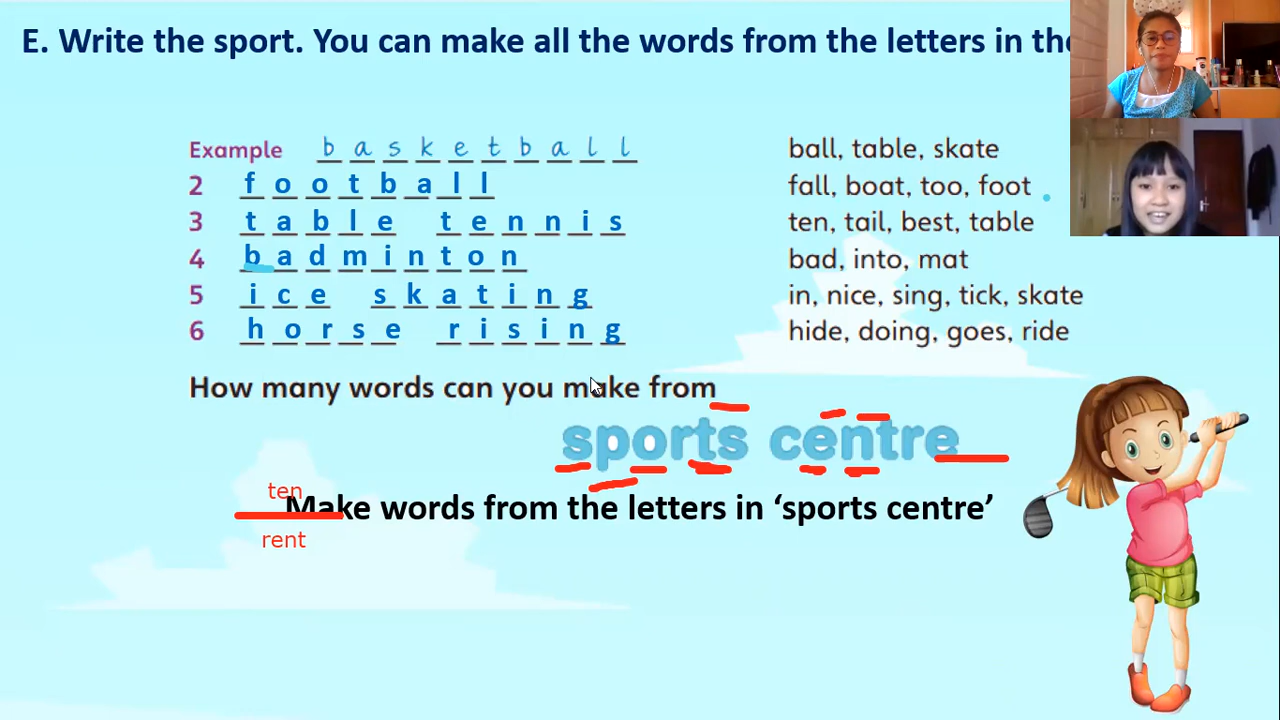 E. Write the sport. You can make all the words from the letters in the
Example b a s k e t b a l l ball, table, skate
2 f o o t b a l l fall, boat, too, foot
3 t a b l e t e n n i s ten, tail, best, table
4 b a d m i n t o n bad, into, mat
5 i c e s k a t i n g in, nice, sing, tick, skate
6 h o r s e r i s i n g hide, doing, goes, ride
How many words can you make from
sports centre
ten
Make words from the letters in ‘sports centre’
rent